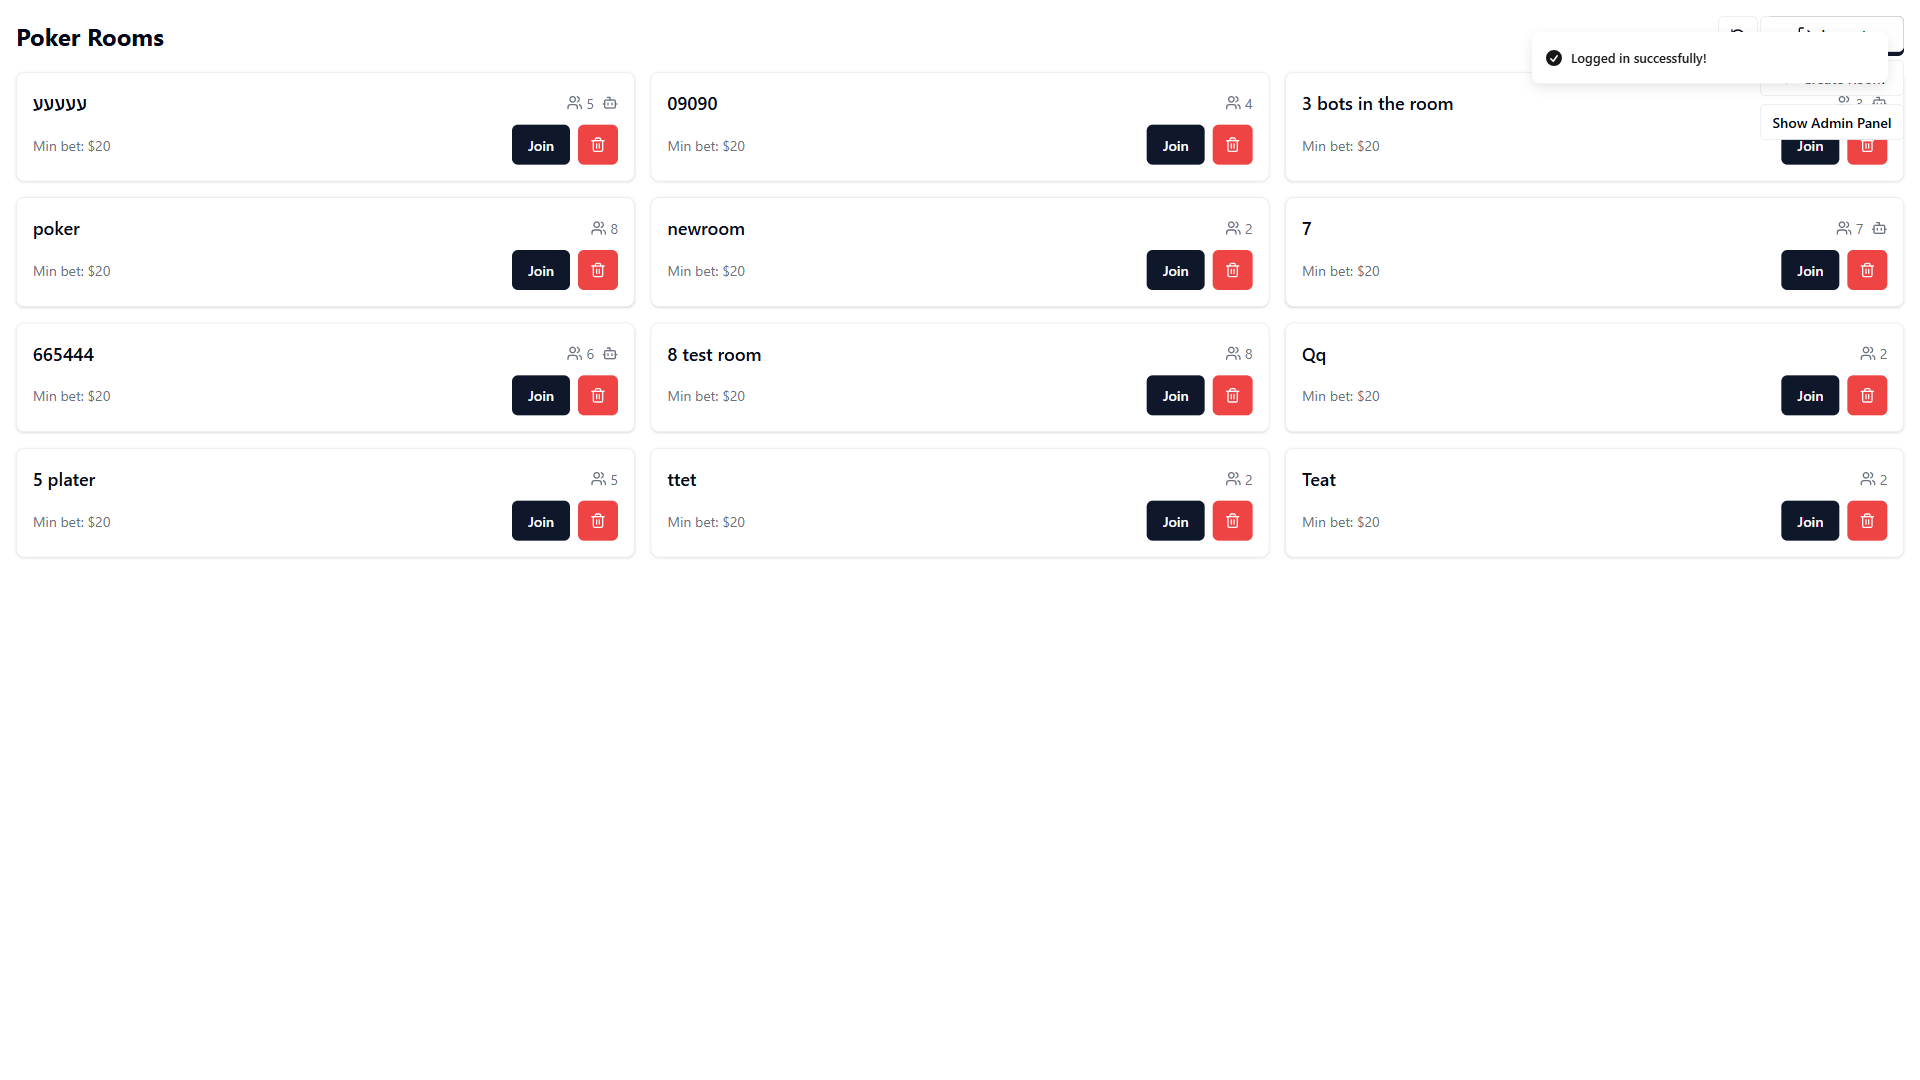 Poker Rooms
Logged in successfully!
עעעעע 5
Min bet: $20 Join
09090 4
Min bet: $20 Join
3 bots in the room
Show Admin Panel
Min bet: $20 Join
poker 8
Min bet: $20 Join
newroom 2
Min bet: $20 Join
7 7
Min bet: $20 Join
665444 6
Min bet: $20 Join
8 test room 8
Min bet: $20 Join
Qq 2
Min bet: $20 Join
5 plater 5
Min bet: $20 Join
ttet 2
Min bet: $20 Join
Teat 2
Min bet: $20 Join